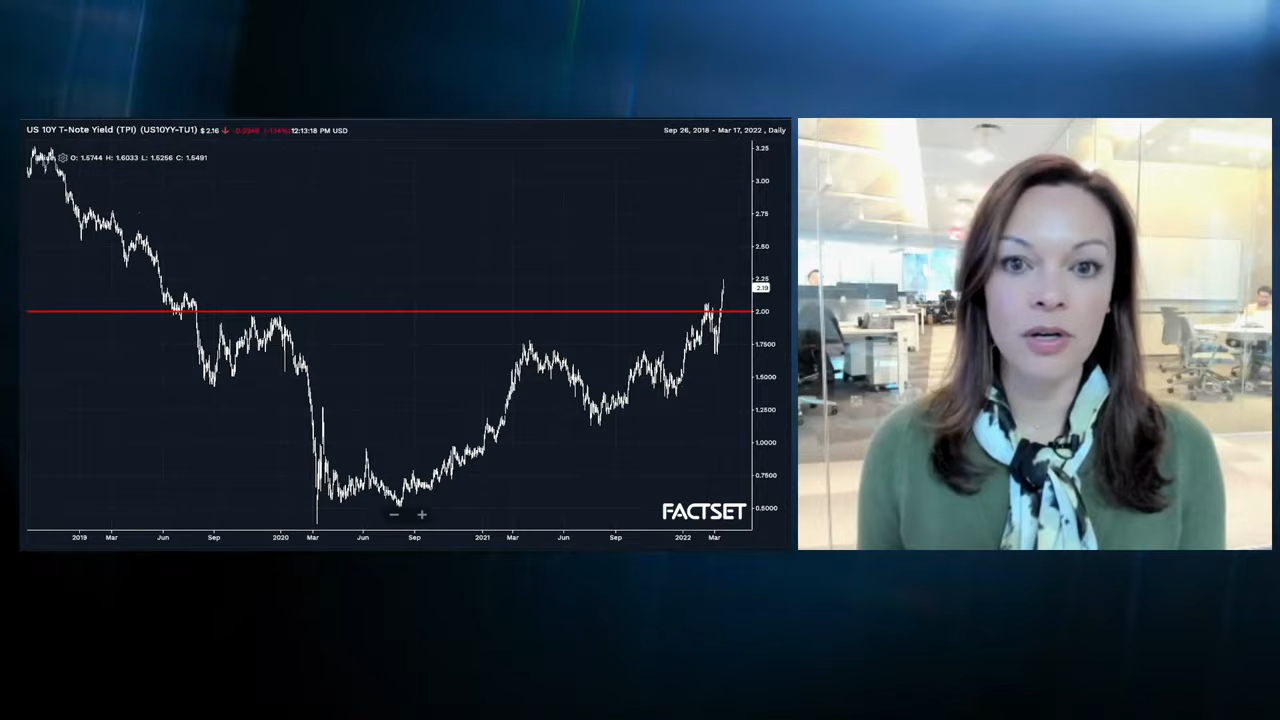 US 10Y T-Note Yield (TPI) (US10YY-TU1) $ 2.16 12:13:18 PM USD
Sep 26, 2018 - Mar 17, 2022 , Daily
O: 1.5744 H: 1.6033 L: 1.5256 C: 1.5491
3.25
3.00
2.75
2.50
2.25
2.19
2.00
1.7500
1.5000
1.2500
1.0000
0.7500
0.5000
FACTSET
2019 Mar Jun Sep 2020 Mar Jun Sep 2021 Mar Jun Sep 2022 Mar